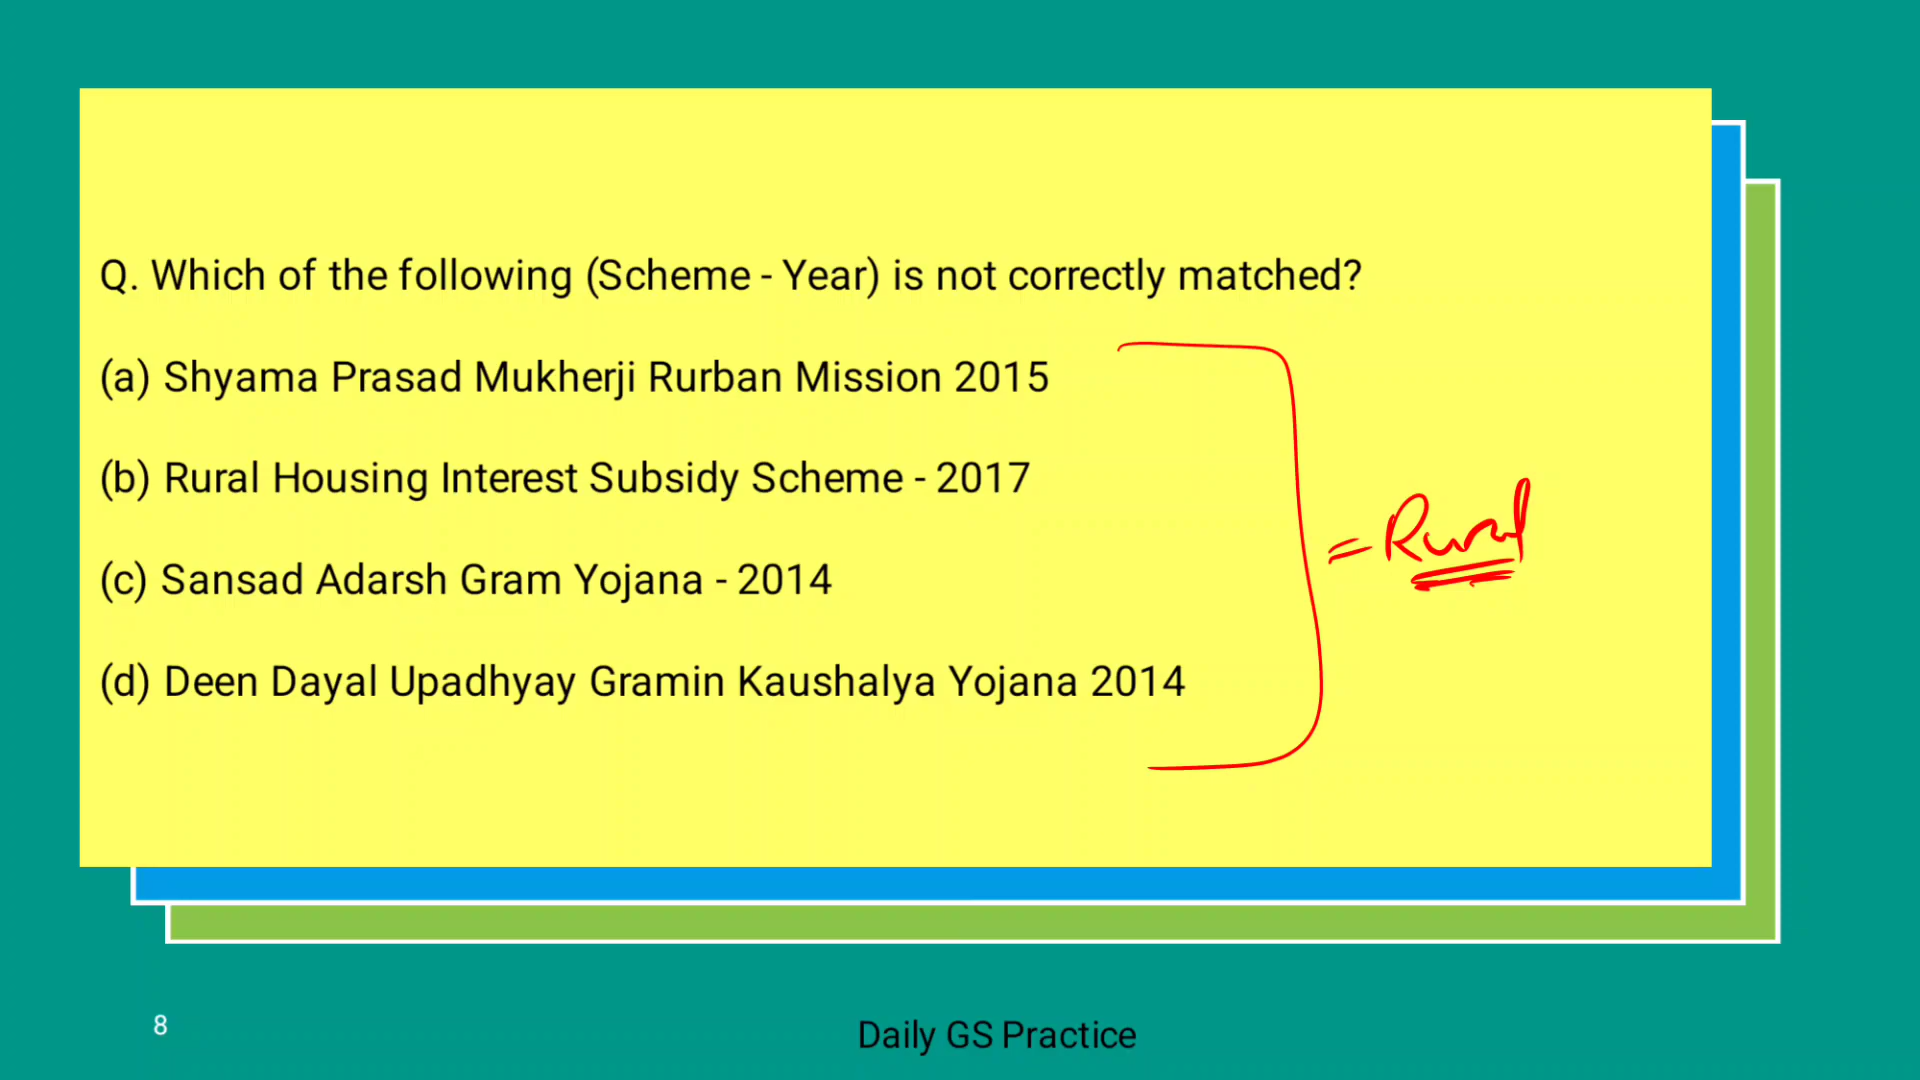 Q. Which of the following (Scheme - Year) is not correctly matched?
(a) Shyama Prasad Mukherji Rurban Mission 2015
(b) Rural Housing Interest Subsidy Scheme - 2017
= Rural
(c) Sansad Adarsh Gram Yojana - 2014
(d) Deen Dayal Upadhyay Gramin Kaushalya Yojana 2014
8
Daily GS Practice